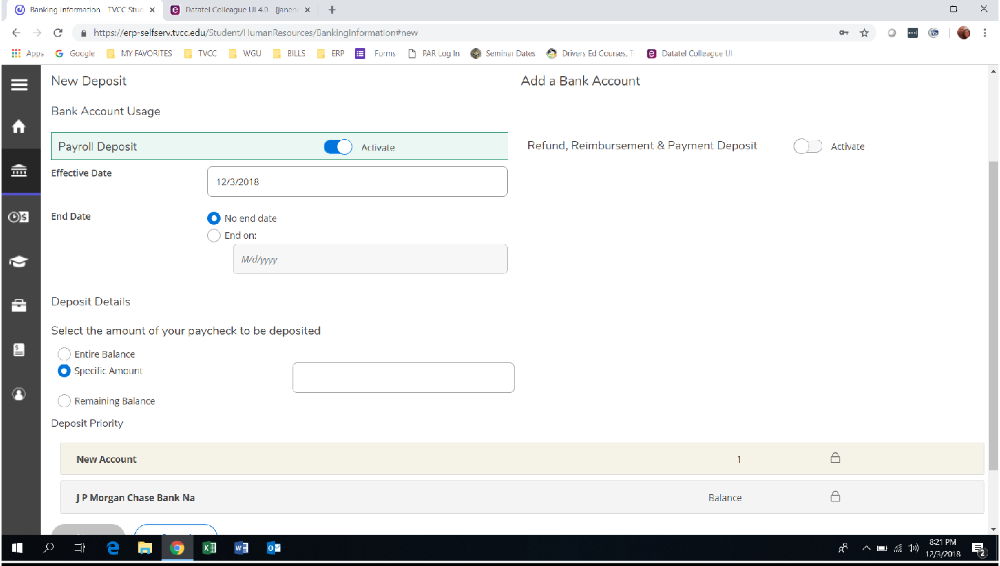 Banking Information TVCC Stud
Datatel Colleague UI 4.0
https://erp-selfserv.tvcc.edu/Student/HumanResources/BankingInformation#new
Apps Google MY FAVORITES TVCC WGU BILLS ERP Forms PAR Log In Seminar Dates Drivers Ed Courses, T Datatel Colleague UI
New Deposit
Add a Bank Account
Bank Account Usage
Payroll Deposit Activate
Refund, Reimbursement & Payment Deposit Activate
Effective Date
12/3/2018
End Date
No end date
End on:
M/d/yyyy
Deposit Details
Select the amount of your paycheck to be deposited
Entire Balance
Specific Amount
Remaining Balance
Deposit Priority
New Account 1
J P Morgan Chase Bank Na Balance
8:21 PM
12/3/2018
2